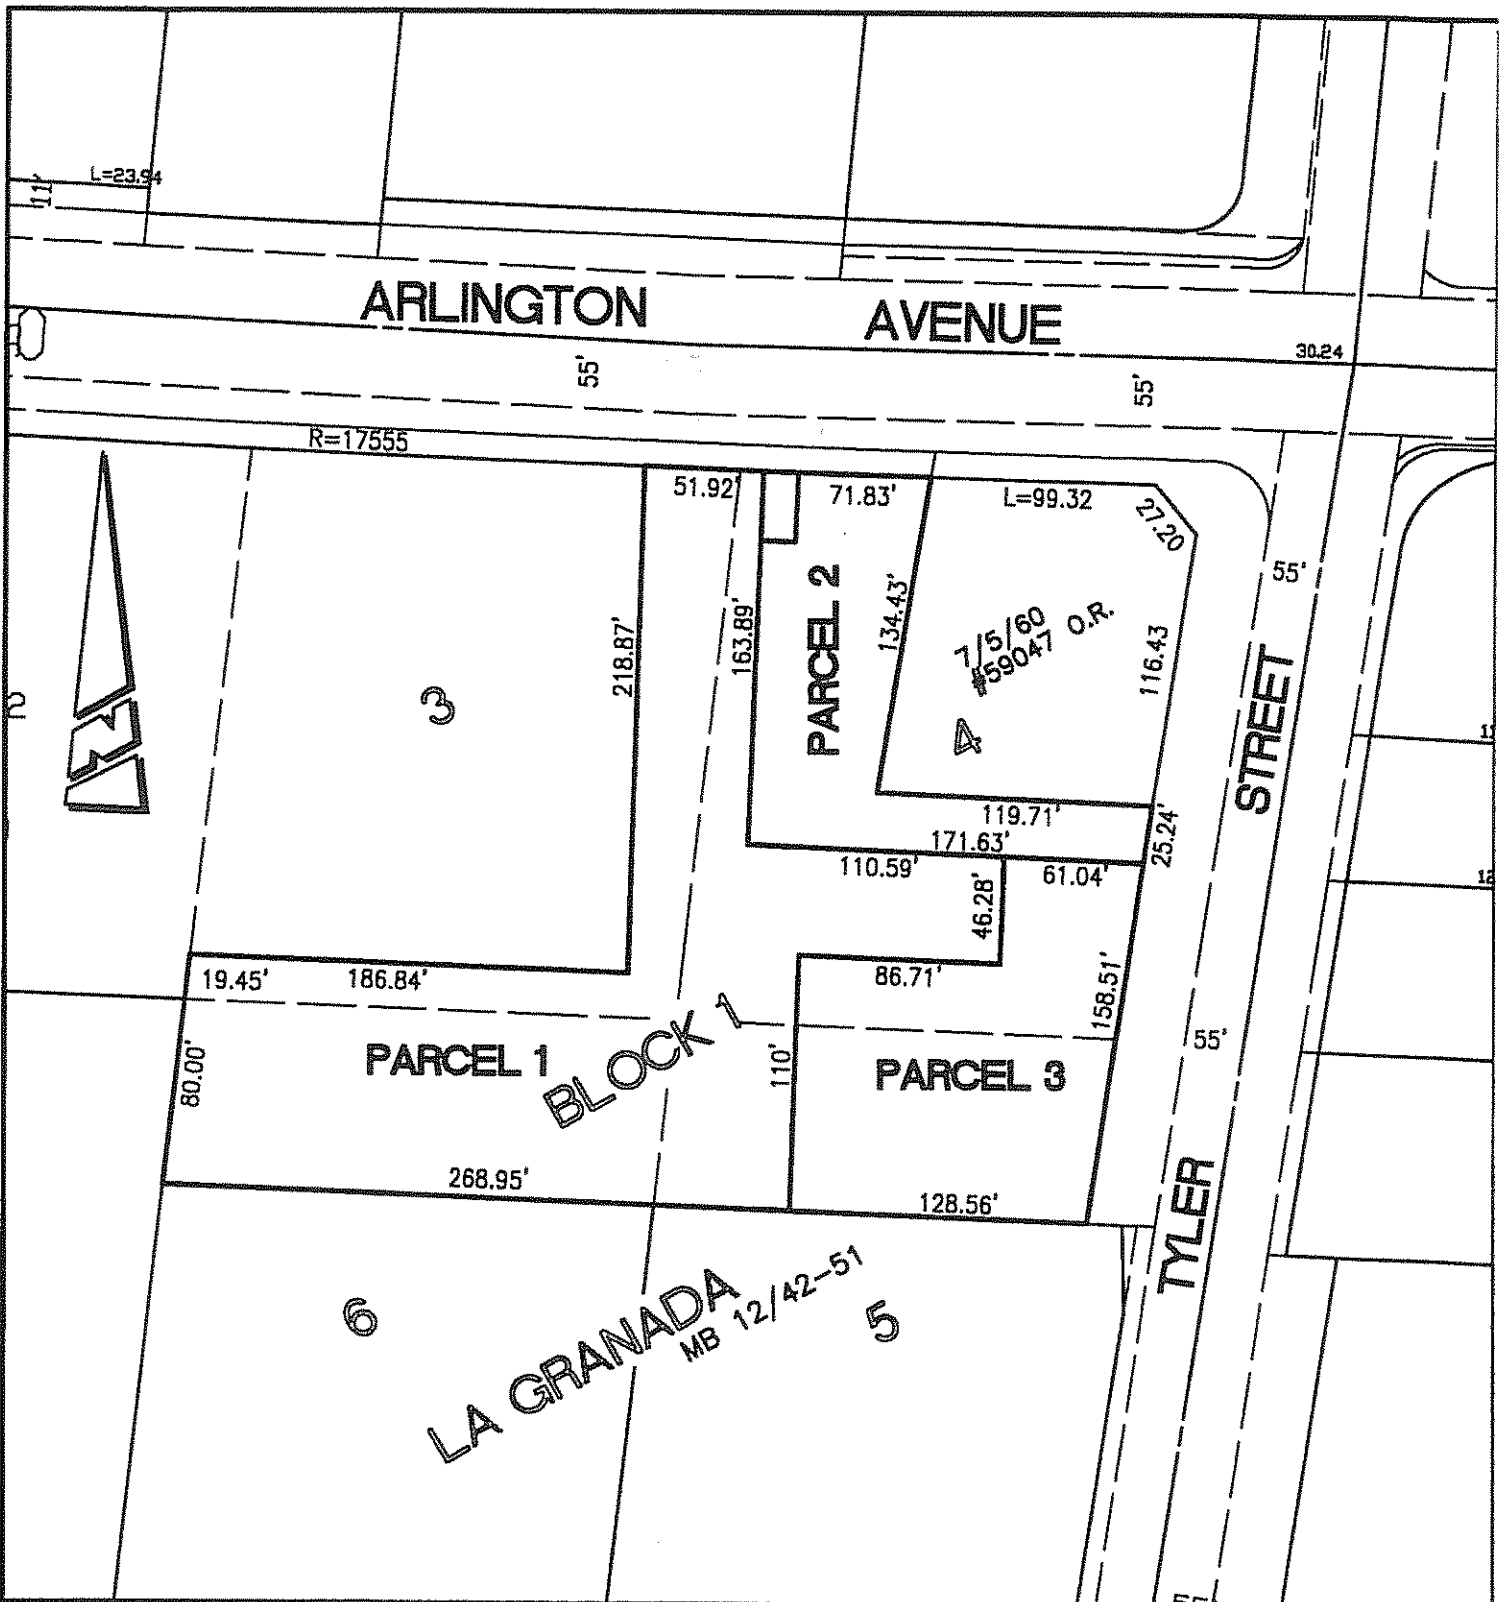 L=23.94
11'
ARLINGTON AVENUE
30.24
55'
55'
R=17555
51.92'
71.83'
L=99.32
27.20
55'
218.87'
163.89'
PARCEL 2
134.43'
7/5/60
#59047 O.R.
116.43
STREET
3
4
11
119.71'
171.63'
25.24'
110.59'
61.04'
12
46.28'
19.45'
186.84'
86.71'
158.51'
80.00'
PARCEL 1
BLOCK 1
110'
PARCEL 3
55'
268.95'
128.56'
TYLER
6
LA GRANADA
MB 12/42-51
5